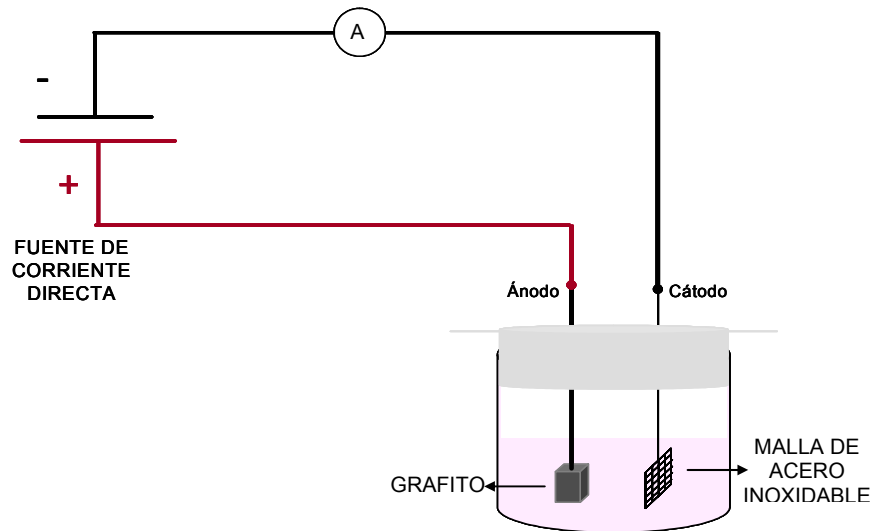 A
-
+
FUENTE DE
CORRIENTE
DIRECTA
Ánodo
Cátodo
GRAFITO
MALLA DE
ACERO
INOXIDABLE